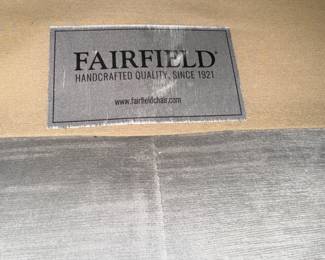 FAIRFIELD®
HANDCRAFTED QUALITY, SINCE 1921
www.fairfieldchair.com